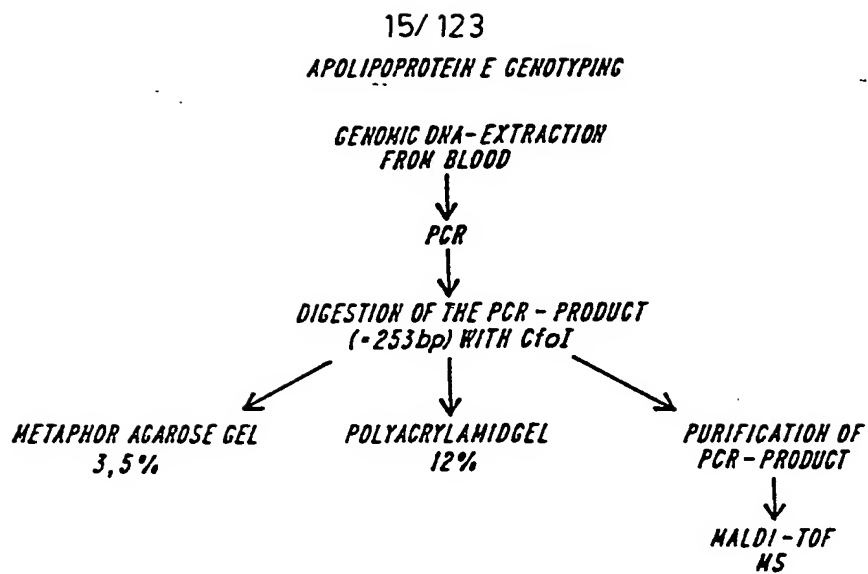 15/123
APOLIPOPROTEIN E GENOTYPING
GENOMIC DNA-EXTRACTION
FROM BLOOD
PCR
DIGESTION OF THE PCR-PRODUCT
(=253bp) WITH CfoI
METAPHOR AGAROSE GEL
3,5%
POLYACRYLAMIDGEL
12%
PURIFICATION OF
PCR-PRODUCT
MALDI-TOF
MS